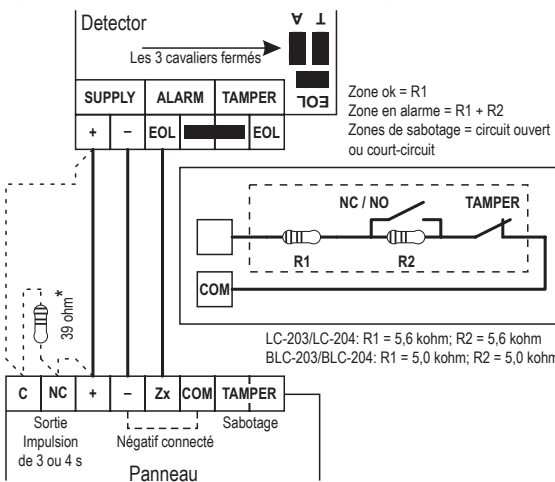 Detector
A T
Les 3 cavaliers fermés
EOL
SUPPLY ALARM TAMPER
+ – EOL EOL
Zone ok = R1
Zone en alarme = R1 + R2
Zones de sabotage = circuit ouvert
ou court-circuit
NC / NO TAMPER
R1 R2
COM
39 ohm *
LC-203/LC-204: R1 = 5,6 kohm; R2 = 5,6 kohm
BLC-203/BLC-204: R1 = 5,0 kohm; R2 = 5,0 kohm
C NC + – Zx COM TAMPER
Sortie
Impulsion
de 3 ou 4 s
Négatif connecté
Sabotage
Panneau